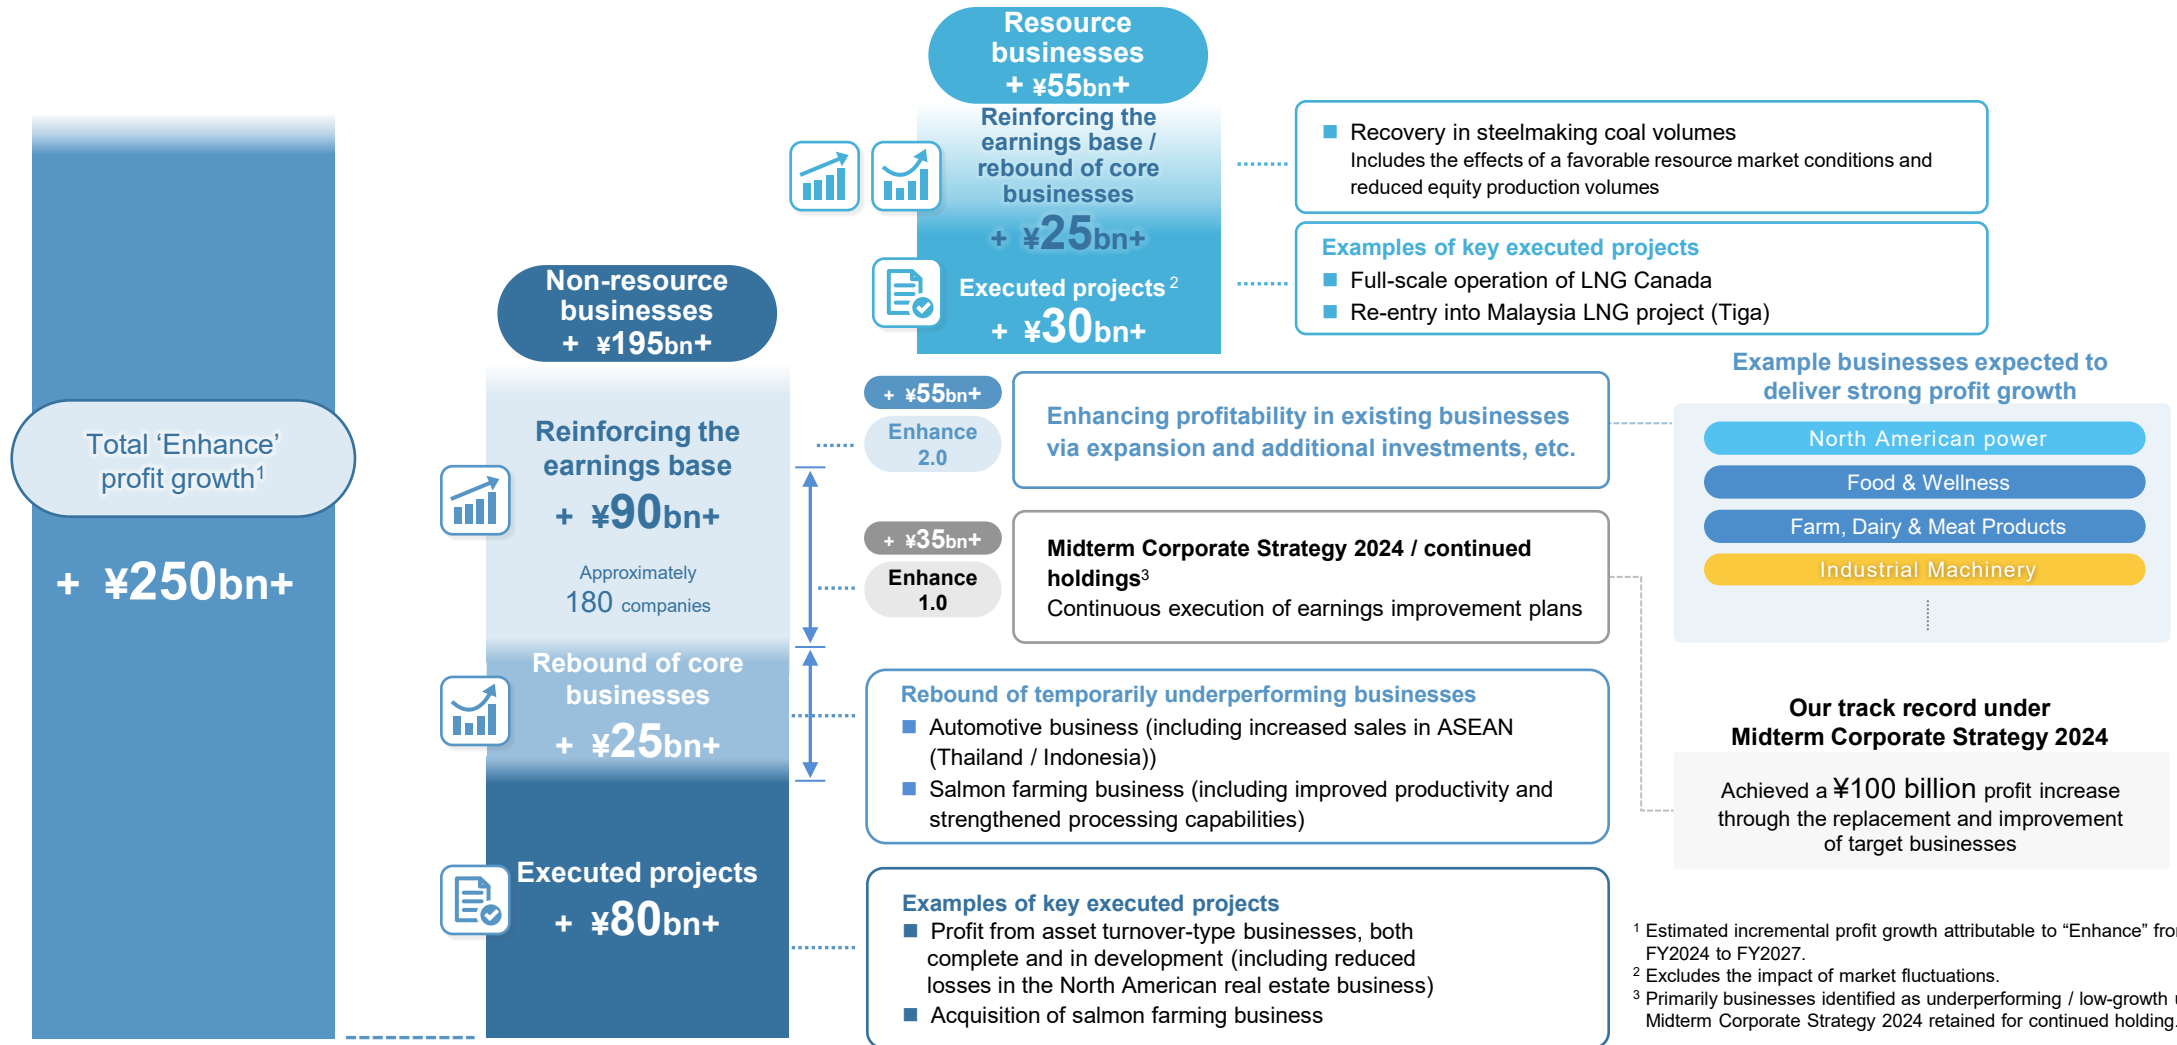 Total ‘Enhance’
profit growth1
+ ¥250bn+
Non-resource
businesses
+ ¥195bn+
Reinforcing the
earnings base
+ ¥90bn+
Approximately
180 companies
Rebound of core
businesses
+ ¥25bn+
Executed projects
+ ¥80bn+
Resource
businesses
+ ¥55bn+
Reinforcing the
earnings base /
rebound of core
businesses
+ ¥25bn+
Executed projects 2
+ ¥30bn+
Recovery in steelmaking coal volumes
Includes the effects of a favorable resource market conditions and
reduced equity production volumes
Examples of key executed projects
Full-scale operation of LNG Canada
Re-entry into Malaysia LNG project (Tiga)
+ ¥55bn+
Enhance
2.0
Enhancing profitability in existing businesses
via expansion and additional investments, etc.
+ ¥35bn+
Enhance
1.0
Midterm Corporate Strategy 2024 / continued
holdings3
Continuous execution of earnings improvement plans
Rebound of temporarily underperforming businesses
Automotive business (including increased sales in ASEAN
(Thailand / Indonesia))
Salmon farming business (including improved productivity and
strengthened processing capabilities)
Examples of key executed projects
Profit from asset turnover-type businesses, both
complete and in development (including reduced
losses in the North American real estate business)
Acquisition of salmon farming business
Example businesses expected to
deliver strong profit growth
North American power
Food & Wellness
Farm, Dairy & Meat Products
Industrial Machinery
Our track record under
Midterm Corporate Strategy 2024
Achieved a ¥100 billion profit increase
through the replacement and improvement
of target businesses
1 Estimated incremental profit growth attributable to “Enhance”
FY2024 to FY2027.
2 Excludes the impact of market fluctuations.
3 Primarily businesses identified as underperforming / low-growth
Midterm Corporate Strategy 2024 retained for continued holding.